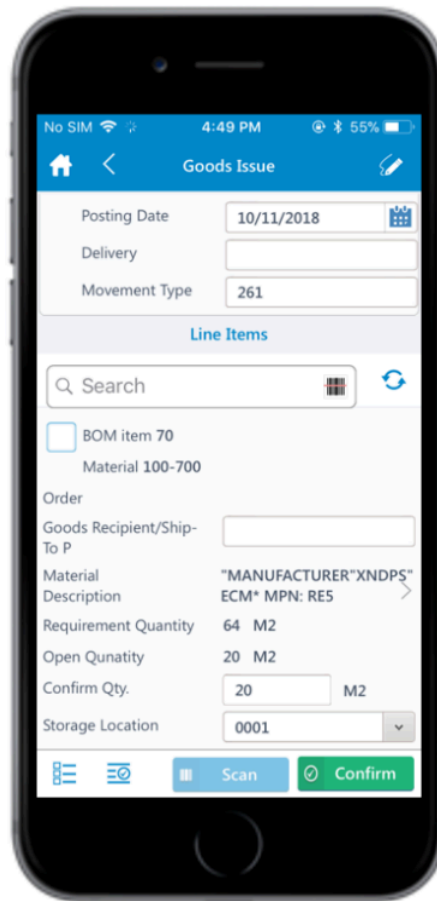 No SIM 4:49 PM 55%
Goods Issue
Posting Date 10/11/2018
Delivery
Movement Type 261
Line Items
Search
BOM item 70
Material 100-700
Order
Goods Recipient/Ship-
To P
Material "MANUFACTURER"XNDPS"
Description ECM* MPN: RE5
Requirement Quantity 64 M2
Open Qunatity 20 M2
Confirm Qty. 20 M2
Storage Location 0001
Scan Confirm